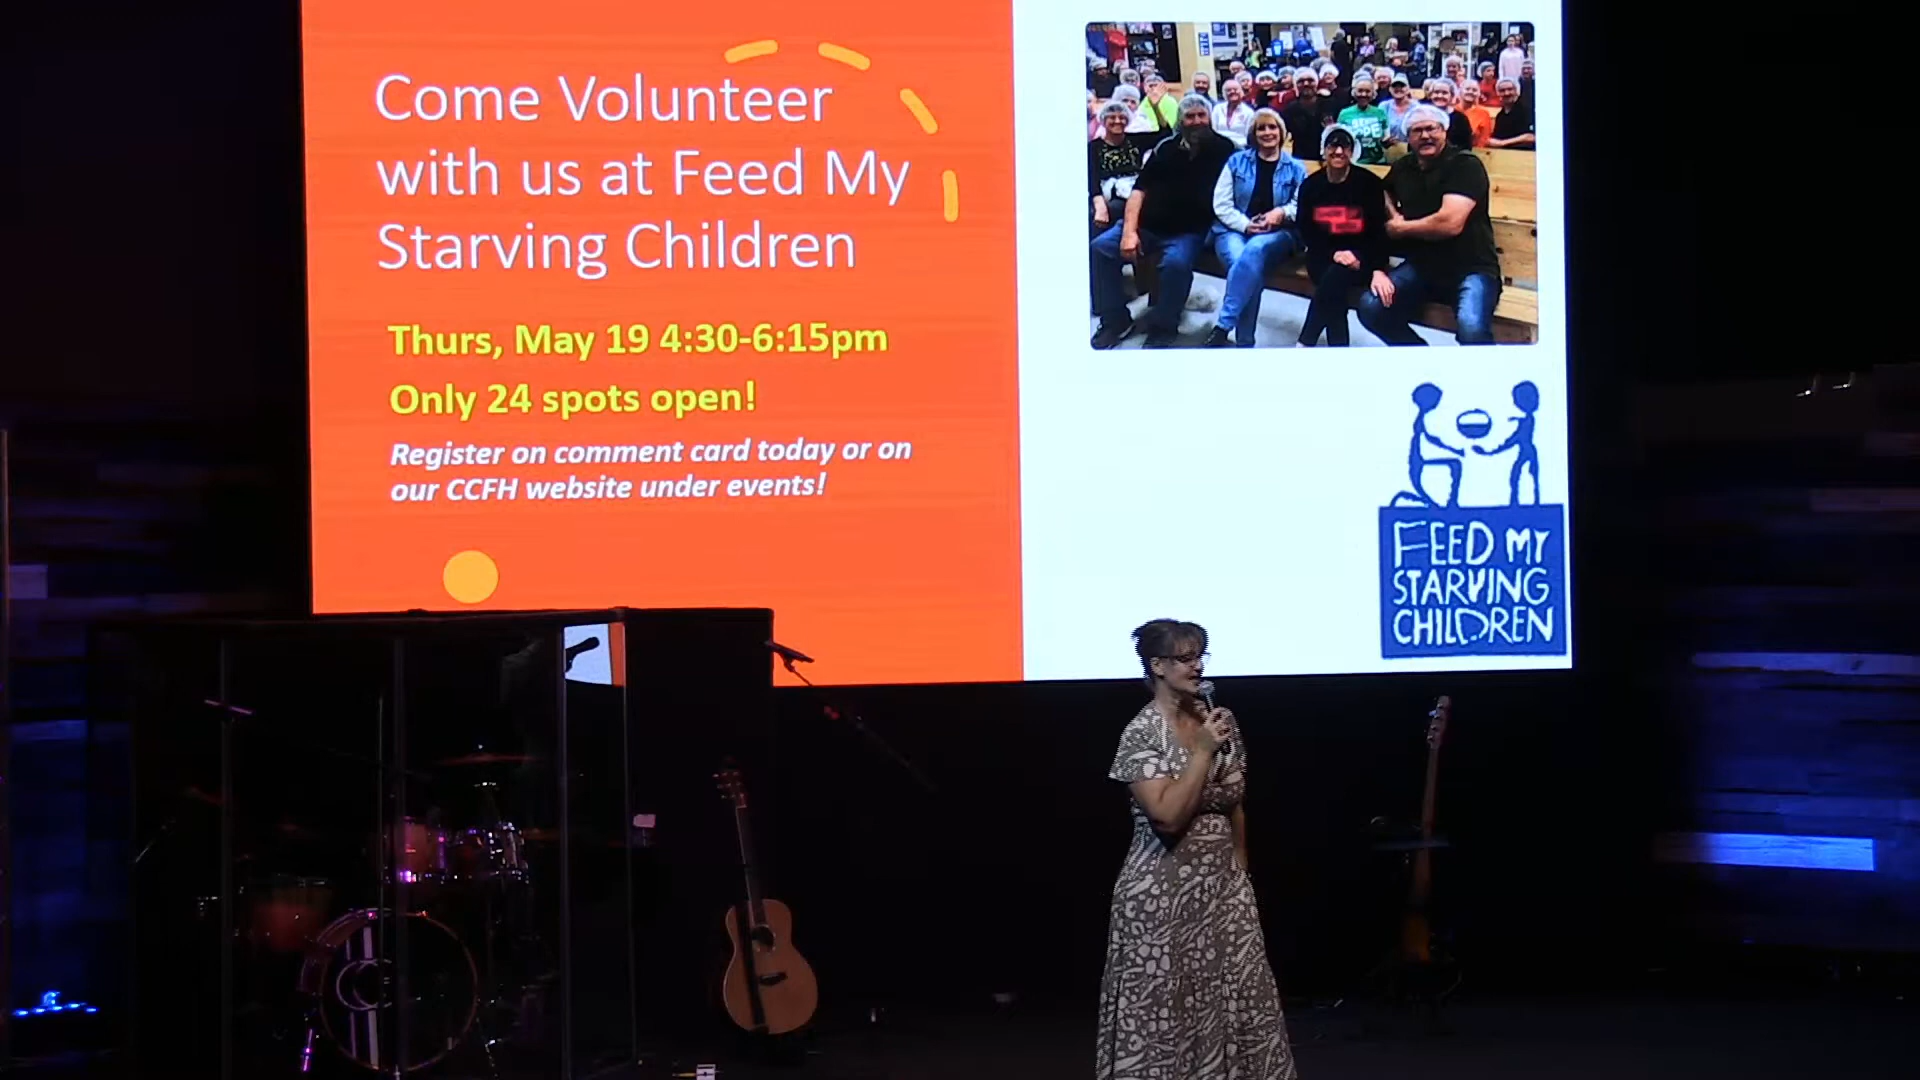 Come Volunteer
with us at Feed My
Starving Children
Thurs, May 19 4:30-6:15pm
Only 24 spots open!
Register on comment card today or on
our CCFH website under events!
FEED MY
STARVING
CHILDREN